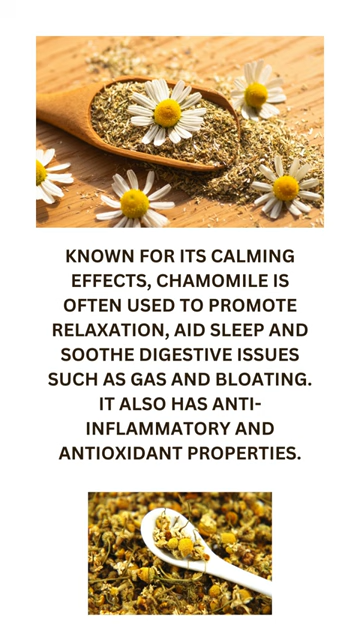 KNOWN FOR ITS CALMING
EFFECTS, CHAMOMILE IS
OFTEN USED TO PROMOTE
RELAXATION, AID SLEEP AND
SOOTHE DIGESTIVE ISSUES
SUCH AS GAS AND BLOATING.
IT ALSO HAS ANTI-
INFLAMMATORY AND
ANTIOXIDANT PROPERTIES.